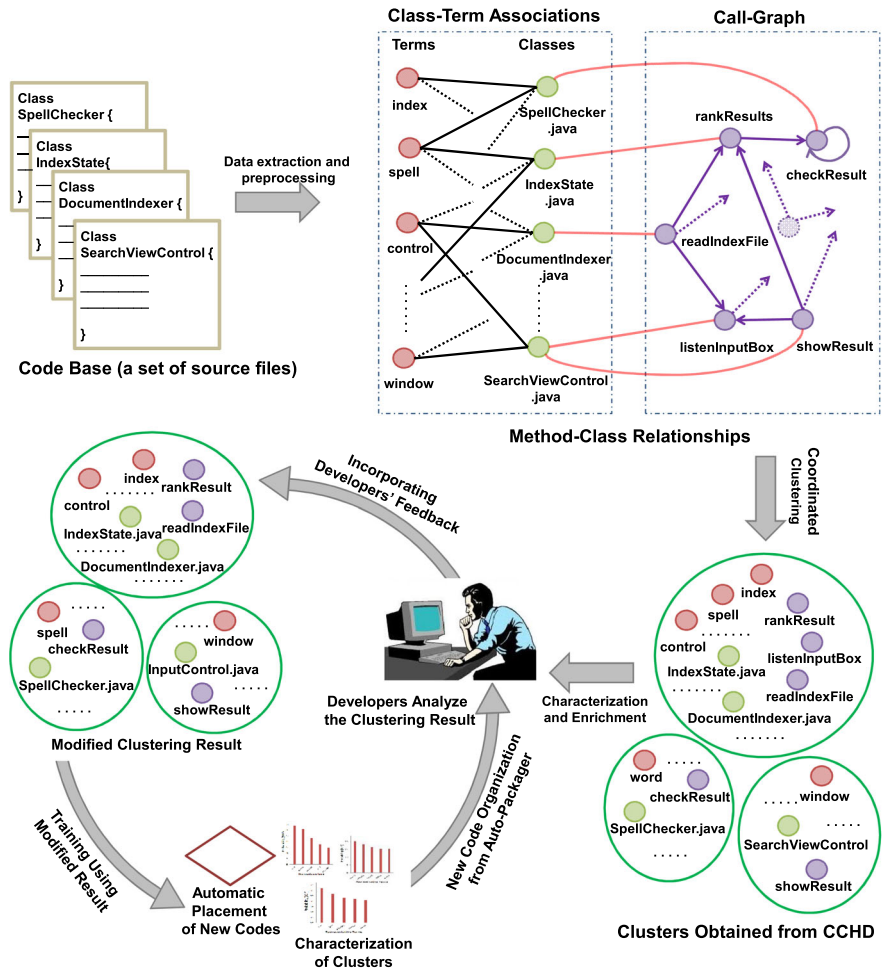 Class-Term Associations
Call-Graph
Terms
Classes
index
spell
control
window
SpellChecker
.java
IndexState
.java
DocumentIndexer
.java
SearchViewControl
.java
rankResults
checkResult
readIndexFile
listenInputBox
showResult
Method-Class Relationships
Class
SpellChecker {
}
Class
IndexState{
}
Class
DocumentIndexer {
}
Class
SearchViewControl {
}
Code Base (a set of source files)
Data extraction and
preprocessing
Coordinated
Clustering
index
spell
control
rankResult
listenInputBox
IndexState.java
readIndexFile
DocumentIndexer.java
word
checkResult
SpellChecker.java
window
SearchViewControl
showResult
Clusters Obtained from CCHD
Characterization
and Enrichment
Developers Analyze
the Clustering Result
Incorporating
Developers' Feedback
index
control
rankResult
IndexState.java
readIndexFile
DocumentIndexer.java
spell
checkResult
SpellChecker.java
window
InputControl.java
showResult
Modified Clustering Result
Training Using
Modified Result
Automatic
Placement
of New Codes
Characterization
of Clusters
New Code Organization
from Auto-Packager